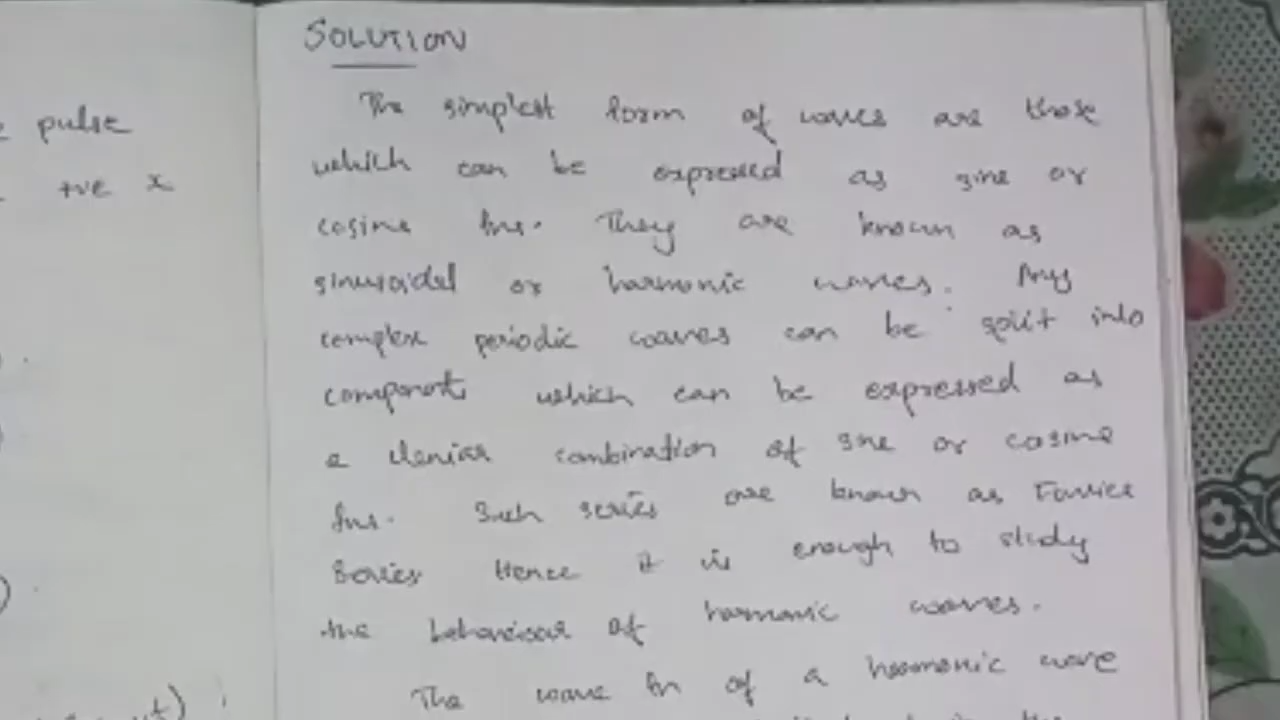 pulse
+ve x
SOLUTION
The simplest form of waves are those
which can be expressed as sine or
cosine fns. They are known as
sinusoidal or harmonic waves. Any
complex periodic waves can be split into
components which can be expressed as
a combination of sine or cosine
fns. Such series are known as Fourier
Series Hence it is enough to study
the behaviour of harmonic waves.
The wave fn of a harmonic wave